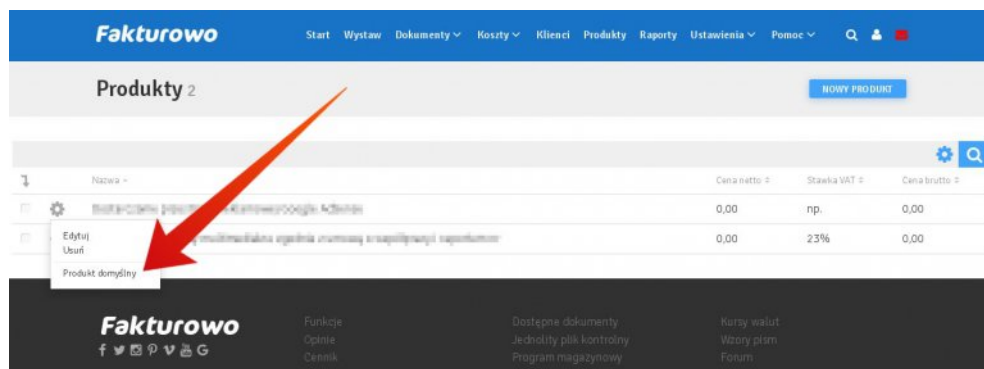 Fakturowo Start Wystaw Dokumenty Koszty Klienci Produkty Raporty Ustawienia Pomoc
Produkty 2 NOWY PRODUKT
Nazwa Cena netto Stawka VAT Cena brutto
0,00 np. 0,00
0,00 23% 0,00
Edytuj
Usuń
Produkt domyślny
Fakturowo Funkcje Dostępne dokumenty Kursy walut
Opinie Jednolity plik kontrolny Wzory pism
Cennik Program magazynowy Forum